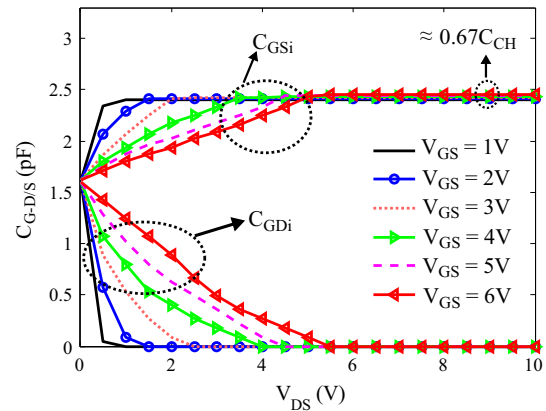 3
2.5
2
1.5
1
0.5
0
0
2
4
6
8
10
C_G-D/S (pF)
V_DS (V)
C_GSi
≈ 0.67C_CH
C_GDi
V_GS = 1V
V_GS = 2V
V_GS = 3V
V_GS = 4V
V_GS = 5V
V_GS = 6V